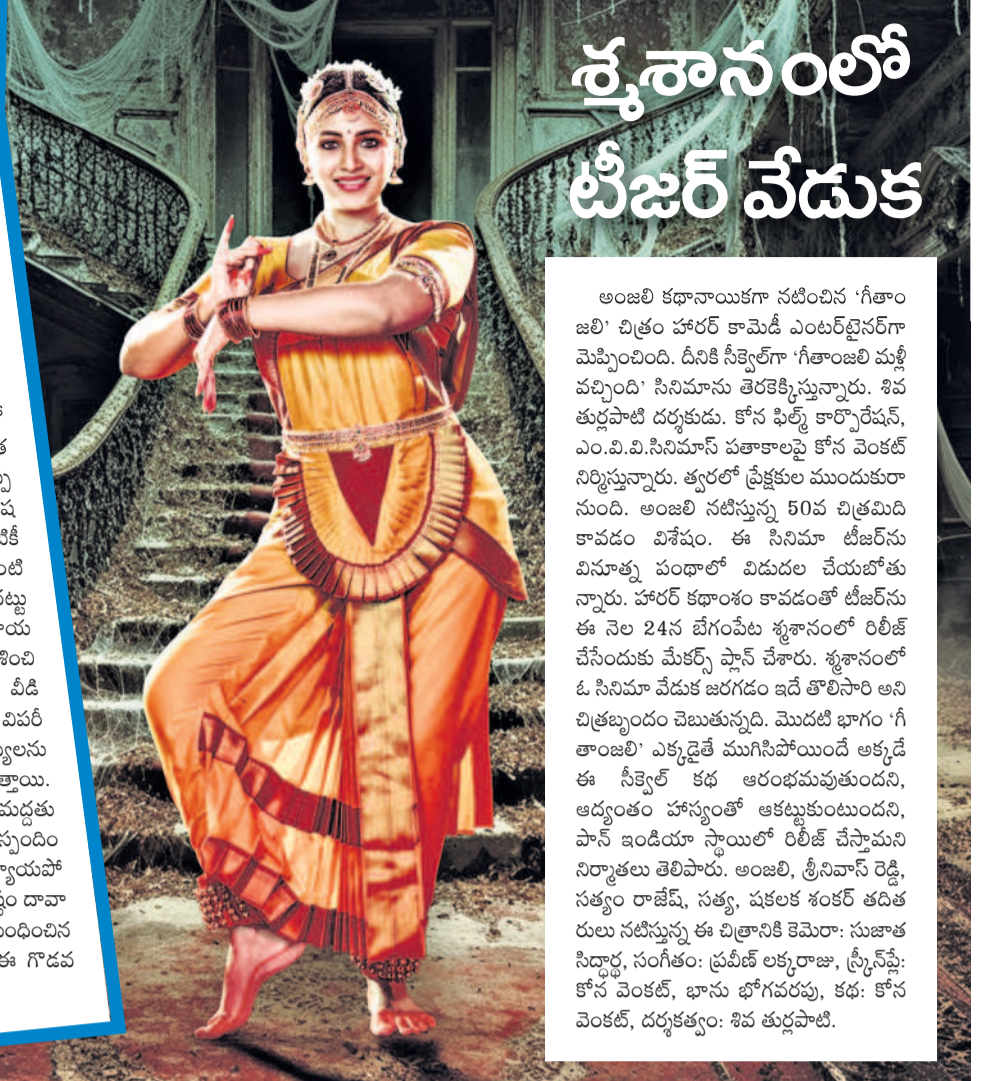 శ్మశానంలో
టీజర్ వేడుక
అంజలి కథానాయికగా నటించిన ‘గీతాం
జలి’ చిత్రం హారర్ కామెడీ ఎంటర్‌టైనర్‌గా
మెప్పించింది. దీనికి సీక్వెల్‌గా ‘గీతాంజలి మళ్లీ
వచ్చింది’ సినిమాను తెరకెక్కిస్తున్నారు. శివ
తుర్లపాటి దర్శకుడు. కోన ఫిల్మ్ కార్పొరేషన్,
ఎం.వి.వి.సినిమాస్ పతాకాలపై కోన వెంకట్
నిర్మిస్తున్నారు. త్వరలో ప్రేక్షకుల ముందుకురా
నుంది. అంజలి నటిస్తున్న 50వ చిత్రమిది
కావడం విశేషం. ఈ సినిమా టీజర్‌ను
వినూత్న పంథాలో విడుదల చేయబోతు
న్నారు. హారర్ కథాంశం కావడంతో టీజర్‌ను
ఈ నెల 24న బేగంపేట శ్మశానంలో రిలీజ్
చేసేందుకు మేకర్స్ ప్లాన్ చేశారు. శ్మశానంలో
ఓ సినిమా వేడుక జరగడం ఇదే తొలిసారి అని
చిత్రబృందం చెబుతున్నది. మొదటి భాగం ‘గీ
తాంజలి’ ఎక్కడైతే ముగిసిపోయిందే అక్కడే
ఈ సీక్వెల్ కథ ఆరంభమవుతుందని,
ఆద్యంతం హాస్యంతో ఆకట్టుకుంటుందని,
పాన్ ఇండియా స్థాయిలో రిలీజ్ చేస్తామని
నిర్మాతలు తెలిపారు. అంజలి, శ్రీనివాస్ రెడ్డి,
సత్యం రాజేష్, సత్య, షకలక శంకర్ తదిత
రులు నటిస్తున్న ఈ చిత్రానికి కెమెరా: సుజాత
సిద్ధార్థ, సంగీతం: ప్రవీణ్ లక్కరాజు, స్క్రీన్‌ప్లే:
కోన వెంకట్, భాను భోగవరపు, కథ: కోన
వెంకట్, దర్శకత్వం: శివ తుర్లపాటి.
వీడి
విపరీ
త్తాయి.
మద్దతు
స్పందిం
దావా
ఈ గొడవ